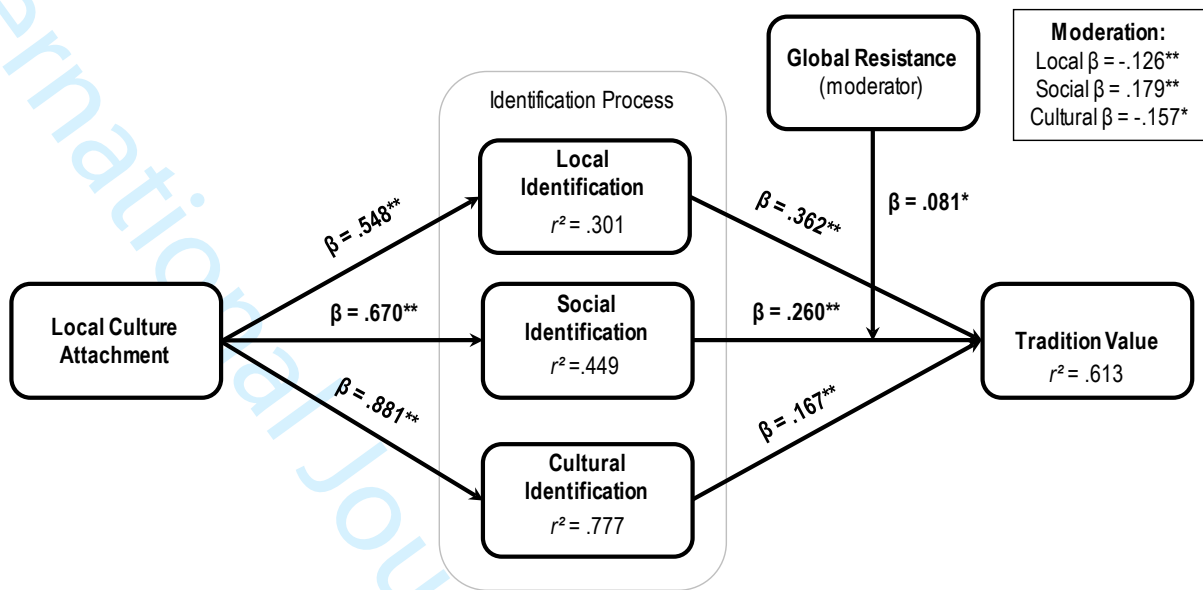 Global Resistance
(moderator)
Moderation:
Local β = -.126**
Social β = .179**
Cultural β = -.157*
Identification Process
Local
Identification
r² = .301
β = .548**
β = .362**
β = .081*
Local Culture
Attachment
β = .670**
Social
Identification
r² =.449
β = .260**
Tradition Value
r² = .613
β = .881**
β = .167**
Cultural
Identification
r² = .777
ernational Jou